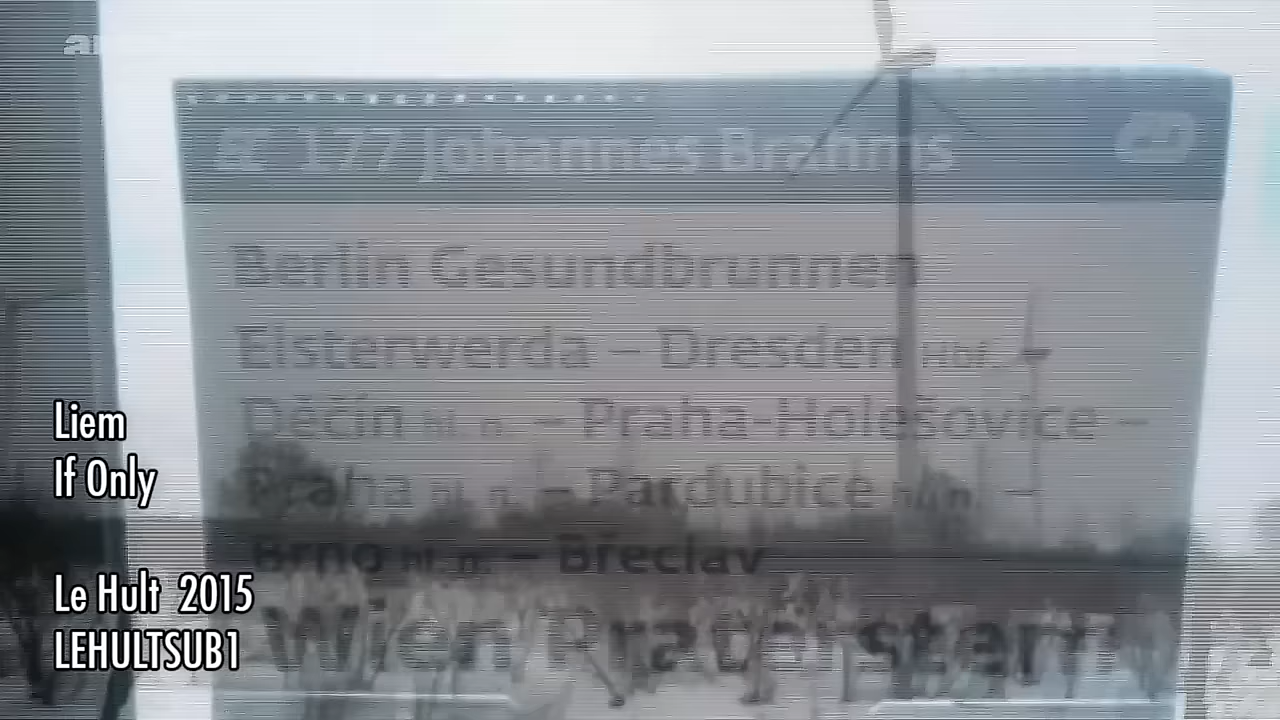 EC 177 Johannes Brahms
Berlin Gesundbrunnen
Elsterwerda – Dresden Hbf. –
Děčín hl. n. – Praha-Holešovice –
Praha hl. n. – Pardubice hl. n. –
Brno hl. n. – Břeclav
Wien Praterstern
Liem
If Only
Le Hult 2015
LEHULTSUB1